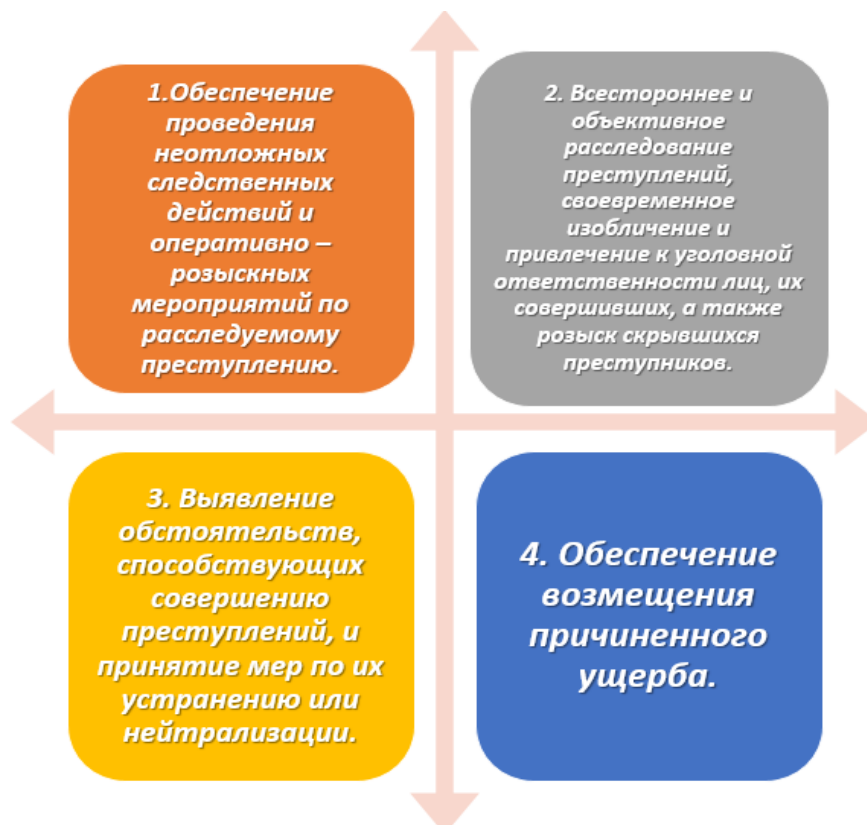 1.Обеспечение
проведения
неотложных
следственных
действий и
оперативно –
розыскных
мероприятий по
расследуемому
преступлению.
2. Всестороннее и
объективное
расследование
преступлений,
своевременное
изобличение и
привлечение к уголовной
ответственности лиц, их
совершивших, а также
розыск скрывшихся
преступников.
3. Выявление
обстоятельств,
способствующих
совершению
преступлений, и
принятие мер по их
устранению или
нейтрализации.
4. Обеспечение
возмещения
причиненного
ущерба.